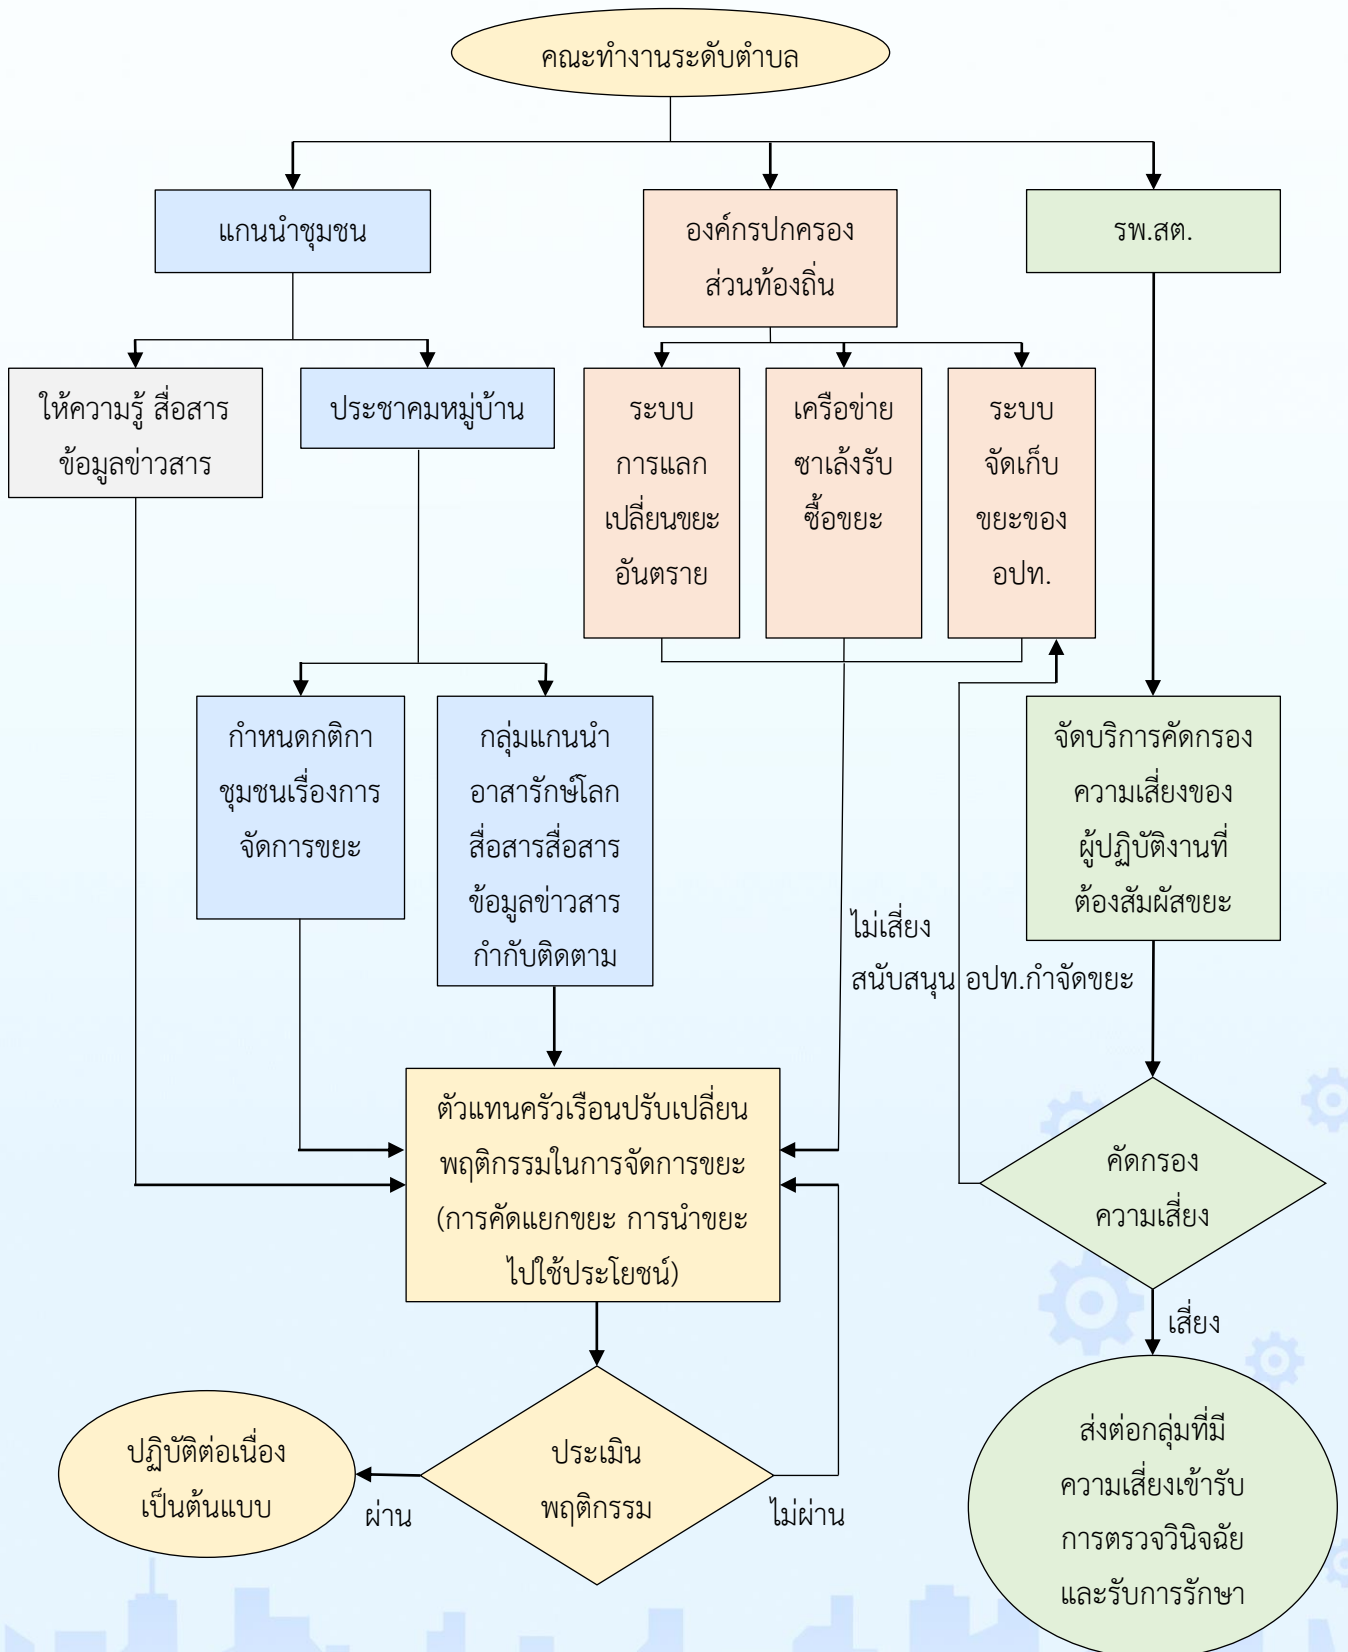 คณะทำงานระดับตำบล
แกนนำชุมชน
องค์กรปกครอง
ส่วนท้องถิ่น
รพ.สต.
ให้ความรู้ สื่อสาร
ข้อมูลข่าวสาร
ประชาคมหมู่บ้าน
ระบบ
การแลก
เปลี่ยนขยะ
อันตราย
เครือข่าย
ซาเล้งรับ
ซื้อขยะ
ระบบ
จัดเก็บ
ขยะของ
อปท.
กำหนดกติกา
ชุมชนเรื่องการ
จัดการขยะ
กลุ่มแกนนำ
อาสารักษ์โลก
สื่อสารสื่อสาร
ข้อมูลข่าวสาร
กำกับติดตาม
จัดบริการคัดกรอง
ความเสี่ยงของ
ผู้ปฏิบัติงานที่
ต้องสัมผัสขยะ
ไม่เสี่ยง
สนับสนุน อปท.กำจัดขยะ
ตัวแทนครัวเรือนปรับเปลี่ยน
พฤติกรรมในการจัดการขยะ
(การคัดแยกขยะ การนำขยะ
ไปใช้ประโยชน์)
คัดกรอง
ความเสี่ยง
เสี่ยง
ปฏิบัติต่อเนื่อง
เป็นต้นแบบ
ผ่าน
ประเมิน
พฤติกรรม
ไม่ผ่าน
ส่งต่อกลุ่มที่มี
ความเสี่ยงเข้ารับ
การตรวจวินิจฉัย
และรับการรักษา